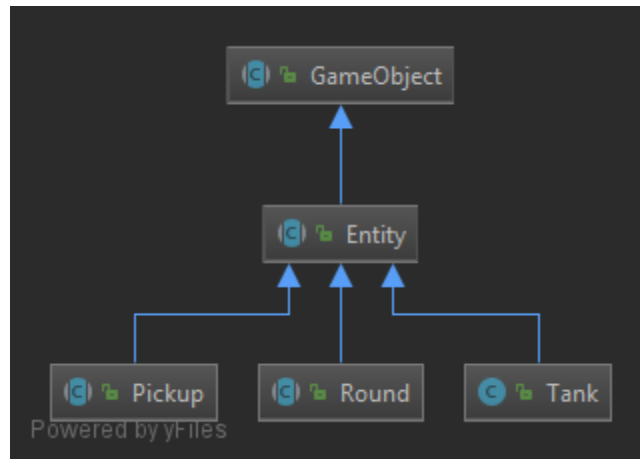 GameObject
Entity
Pickup
Round
Tank
Powered by yFiles